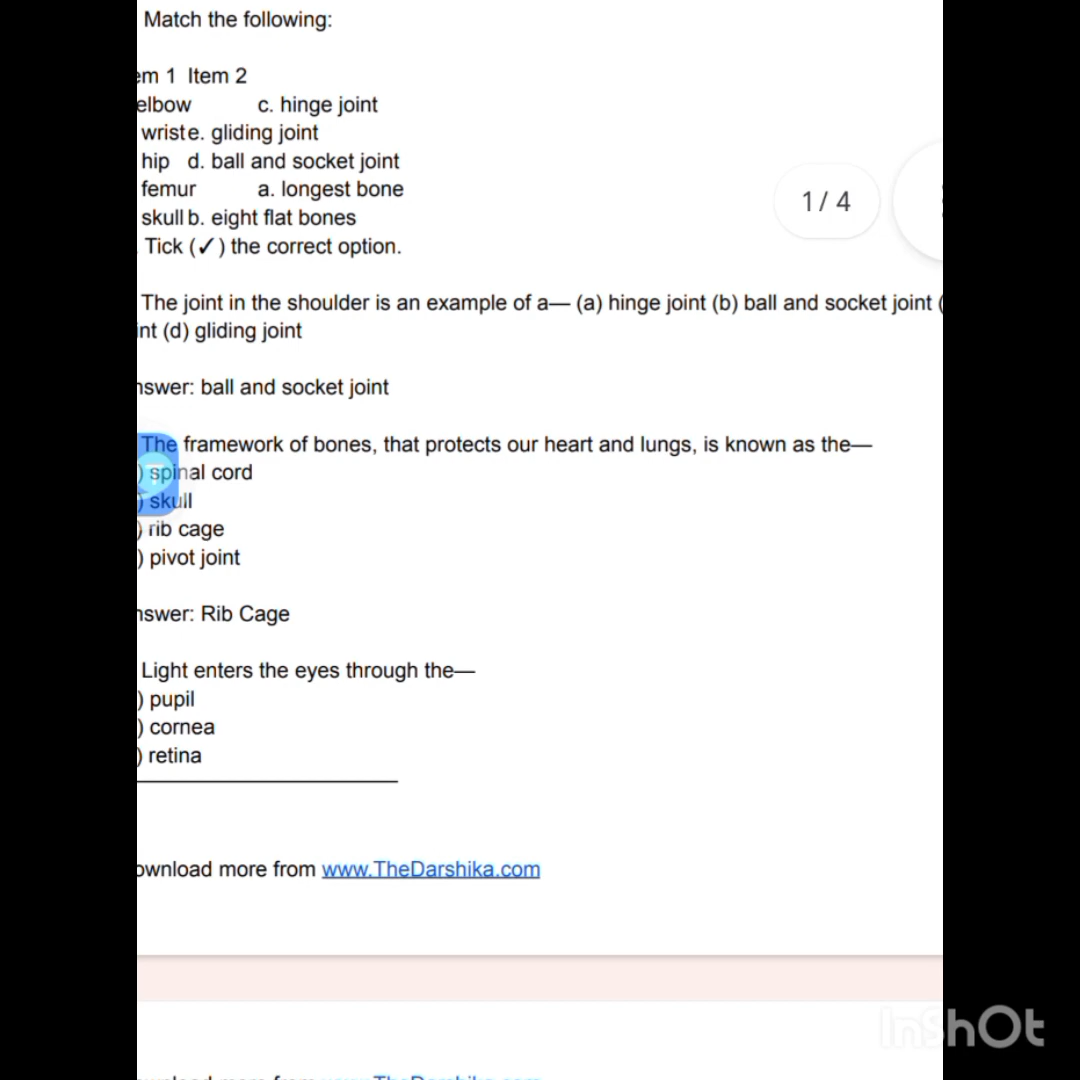 Match the following:
em 1 Item 2
elbow c. hinge joint
wrist e. gliding joint
hip d. ball and socket joint
femur a. longest bone
skull b. eight flat bones
. Tick (✓) the correct option.
1 / 4
The joint in the shoulder is an example of a— (a) hinge joint (b) ball and socket joint (
int (d) gliding joint
nswer: ball and socket joint
The framework of bones, that protects our heart and lungs, is known as the—
) spinal cord
) skull
) rib cage
) pivot joint
nswer: Rib Cage
Light enters the eyes through the—
) pupil
) cornea
) retina
ownload more from www.TheDarshika.com
InShOt